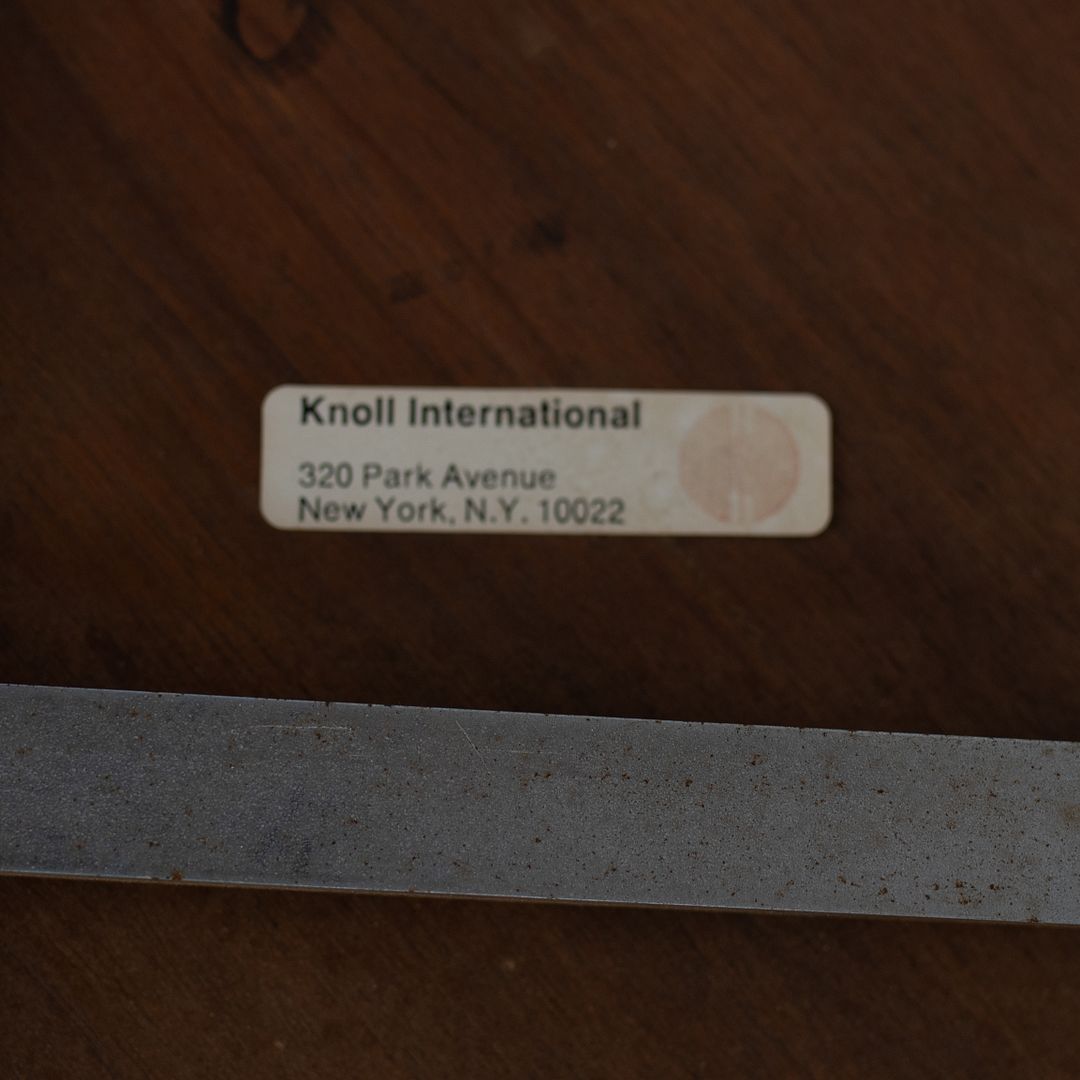 Knoll International
320 Park Avenue
New York, N.Y. 10022